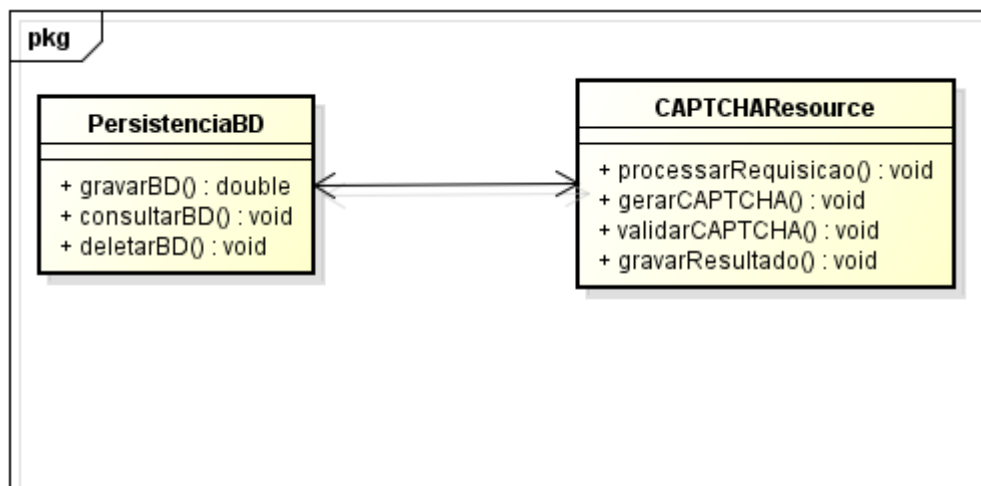 pkg
PersistenciaBD
+ gravarBD() : double
+ consultarBD() : void
+ deletarBD() : void
CAPTCHAResource
+ processarRequisicao() : void
+ gerarCAPTCHA() : void
+ validarCAPTCHA() : void
+ gravarResultado() : void